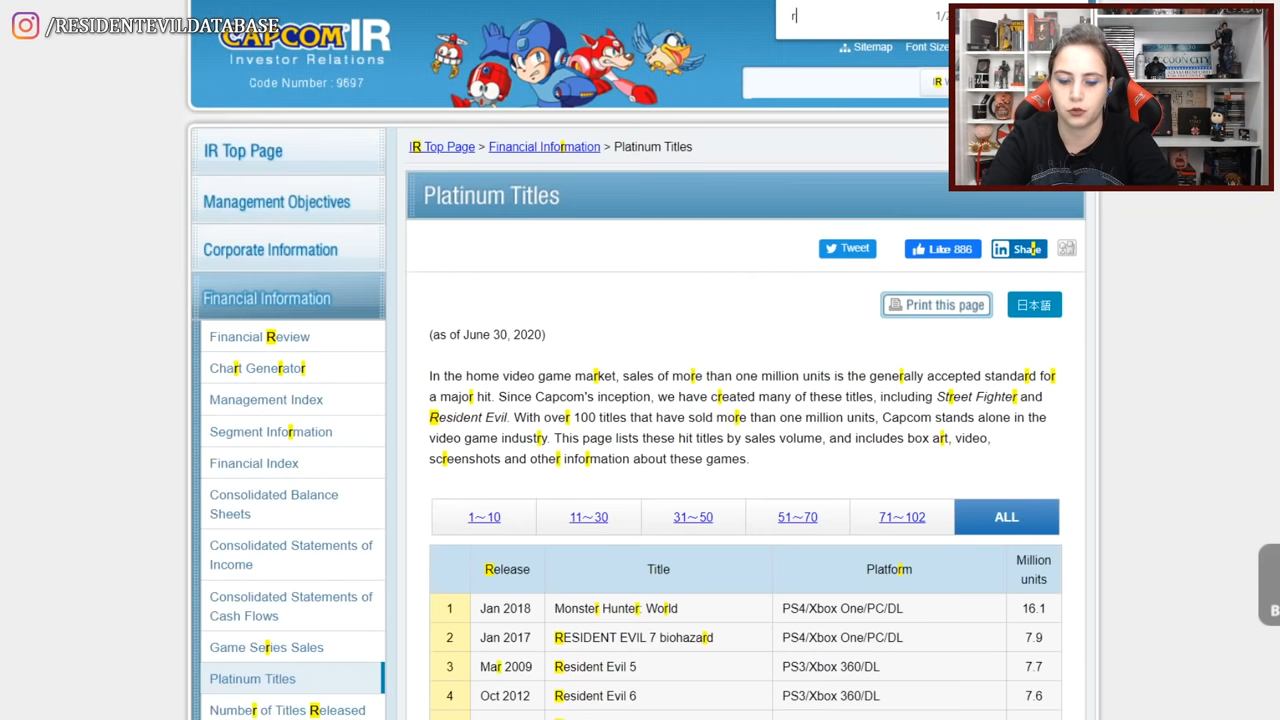 /RESIDENTEVILDATABASE
CAPCOM IR
Investor Relations
Code Number : 9697
r
Sitemap
IR Top Page
Management Objectives
Corporate Information
Financial Information
Financial Review
Chart Generator
Management Index
Segment Information
Financial Index
Consolidated Balance
Sheets
Consolidated Statements of
Income
Consolidated Statements of
Cash Flows
Game Series Sales
Platinum Titles
Number of Titles Released
IR Top Page > Financial Information > Platinum Titles
Platinum Titles
Tweet
Like 886
in Share
Print this page
日本語
(as of June 30, 2020)
In the home video game market, sales of more than one million units is the generally accepted standard for
a major hit. Since Capcom's inception, we have created many of these titles, including Street Fighter and
Resident Evil. With over 100 titles that have sold more than one million units, Capcom stands alone in the
video game industry. This page lists these hit titles by sales volume, and includes box art, video,
screenshots and other information about these games.
1～10 11～30 31～50 51～70 71～102 ALL
Release Title Platform Million units
1 Jan 2018 Monster Hunter: World PS4/Xbox One/PC/DL 16.1
2 Jan 2017 RESIDENT EVIL 7 biohazard PS4/Xbox One/PC/DL 7.9
3 Mar 2009 Resident Evil 5 PS3/Xbox 360/DL 7.7
4 Oct 2012 Resident Evil 6 PS3/Xbox 360/DL 7.6
RACCOON CITY
Font Size